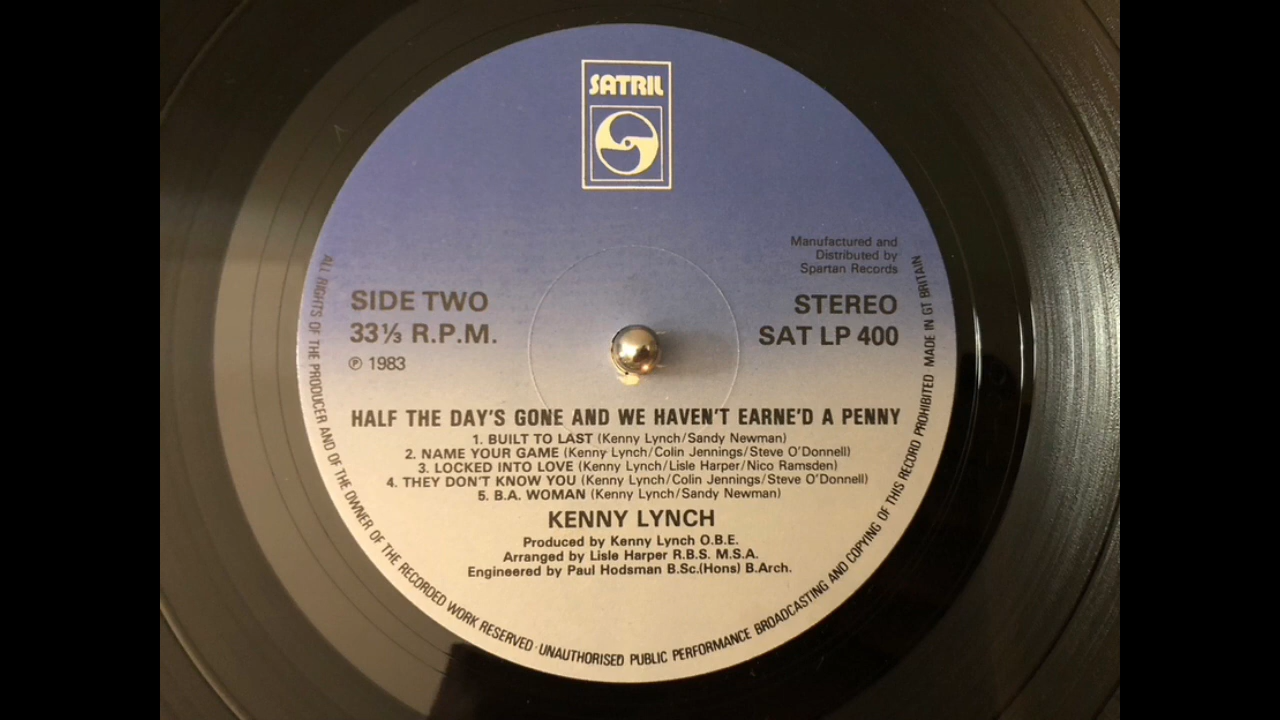 SATRIL
Manufactured and
Distributed by
Spartan Records
SIDE TWO
33⅓ R.P.M.
℗ 1983
STEREO
SAT LP 400
HALF THE DAY'S GONE AND WE HAVEN'T EARNE'D A PENNY
1. BUILT TO LAST (Kenny Lynch/Sandy Newman)
2. NAME YOUR GAME (Kenny Lynch/Colin Jennings/Steve O'Donnell)
3. LOCKED INTO LOVE (Kenny Lynch/Lisle Harper/Nico Ramsden)
4. THEY DON'T KNOW YOU (Kenny Lynch/Colin Jennings/Steve O'Donnell)
5. B.A. WOMAN (Kenny Lynch/Sandy Newman)
KENNY LYNCH
Produced by Kenny Lynch O.B.E.
Arranged by Lisle Harper R.B.S. M.S.A.
Engineered by Paul Hodsman B.Sc.(Hons) B.Arch.
ALL RIGHTS OF THE PRODUCER AND OF THE OWNER OF THE RECORDED WORK RESERVED · UNAUTHORISED PUBLIC PERFORMANCE BROADCASTING AND COPYING OF THIS RECORD PROHIBITED MADE IN GT BRITAIN